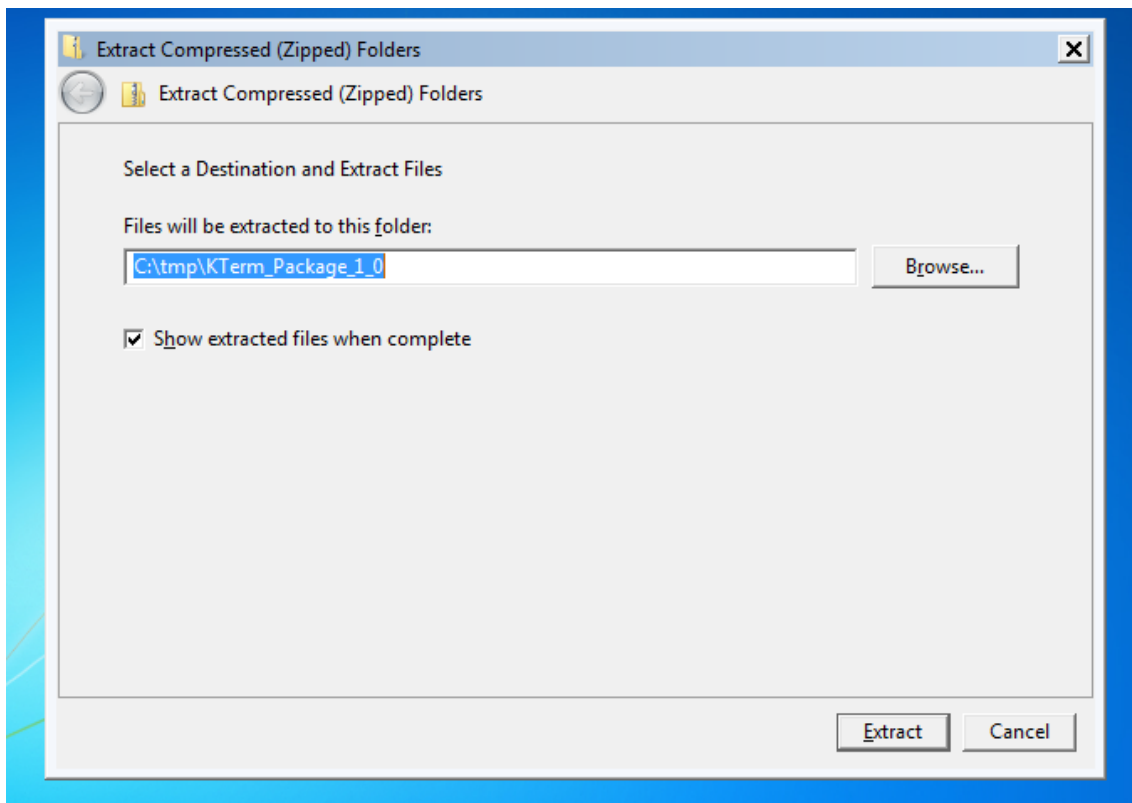 Extract Compressed (Zipped) Folders
Extract Compressed (Zipped) Folders
Select a Destination and Extract Files
Files will be extracted to this folder:
C:\tmp\KTerm_Package_1_0
Browse...
Show extracted files when complete
Extract
Cancel